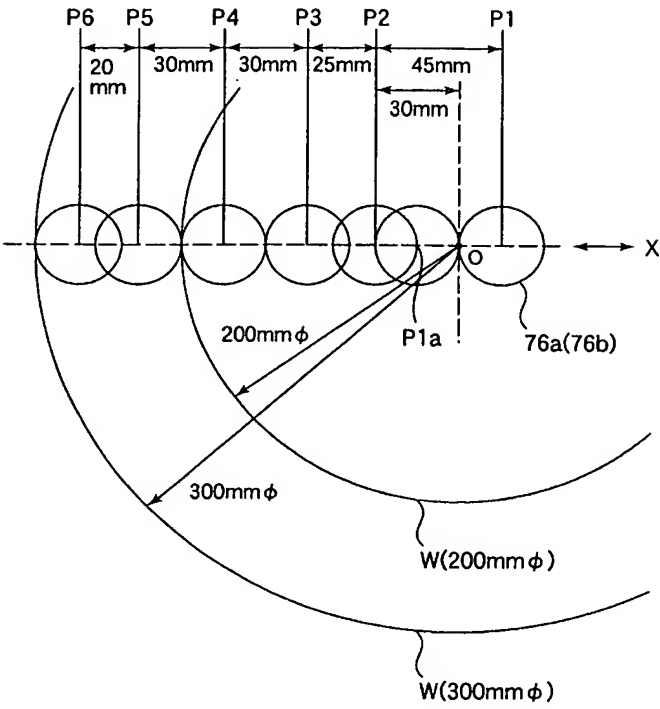 P6 P5 P4 P3 P2 P1
20 mm 30mm 30mm 25mm 45mm
30mm
O X
P1a 76a(76b)
200mmφ
300mmφ
W(200mmφ)
W(300mmφ)